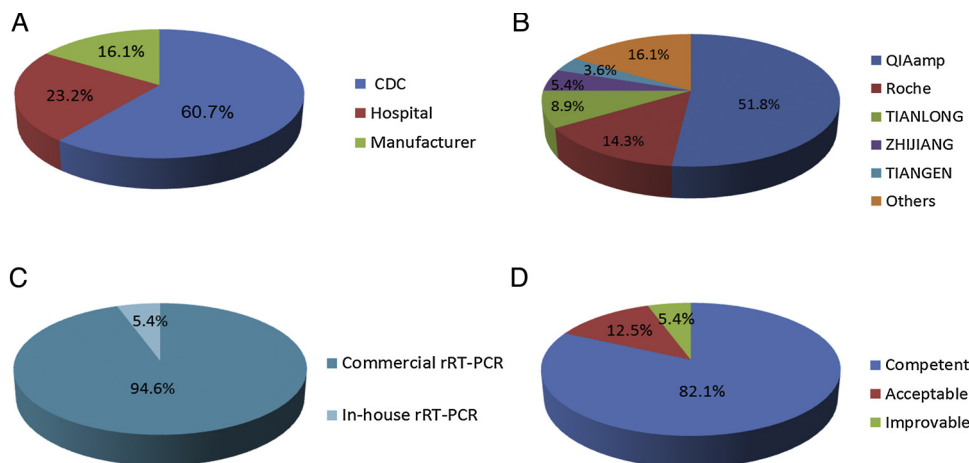 A
16.1%
23.2%
60.7%
CDC
Hospital
Manufacturer
B
16.1%
3.6%
5.4%
8.9%
14.3%
51.8%
QIAamp
Roche
TIANLONG
ZHIJIANG
TIANGEN
Others
C
5.4%
94.6%
Commercial rRT-PCR
In-house rRT-PCR
D
5.4%
12.5%
82.1%
Competent
Acceptable
Improvable